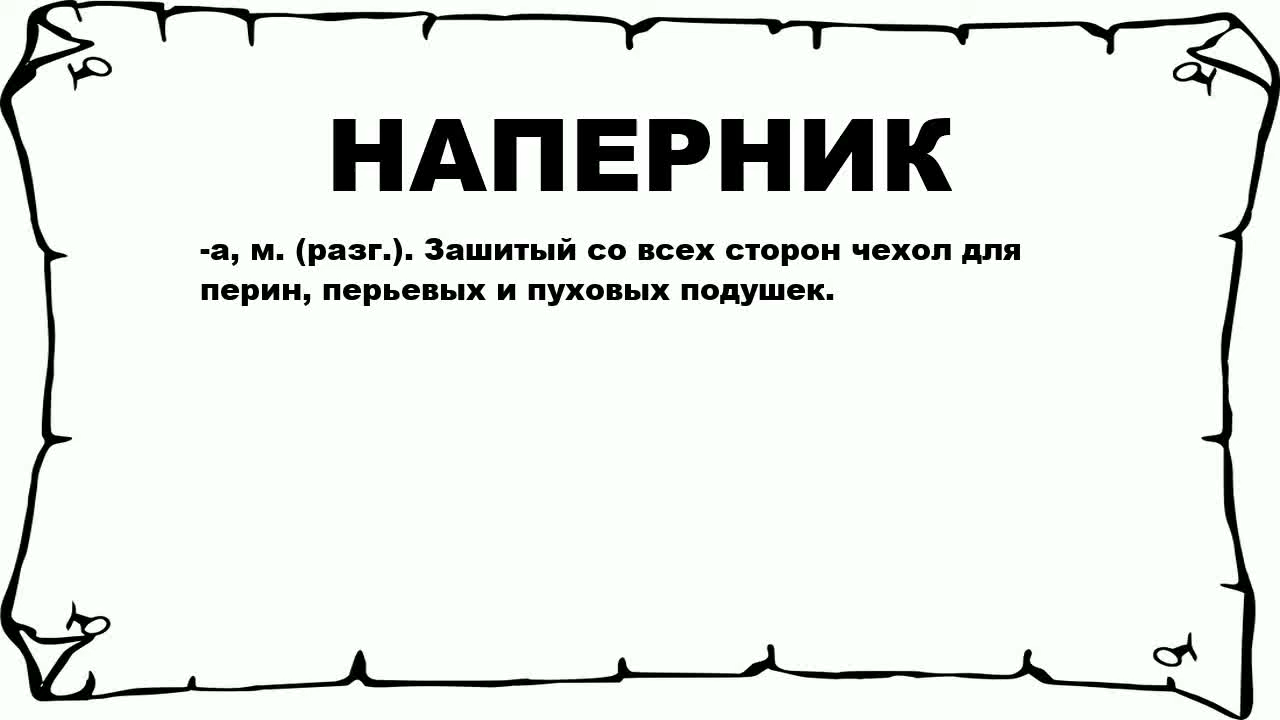 НАПЕРНИК
-а, м. (разг.). Зашитый со всех сторон чехол для
перин, перьевых и пуховых подушек.